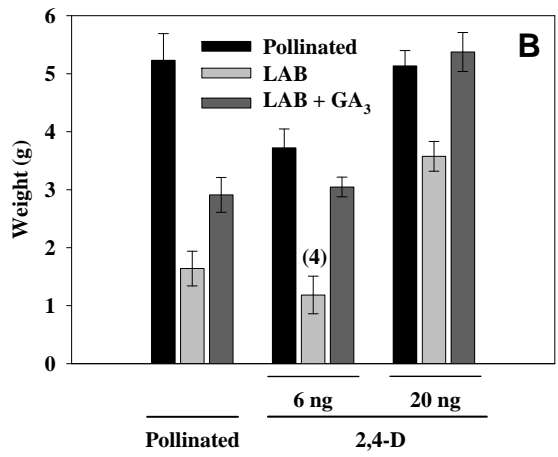 B
Pollinated
LAB
LAB + GA₃
Weight (g)
6
5
4
3
2
1
0
(4)
6 ng
20 ng
Pollinated
2,4-D